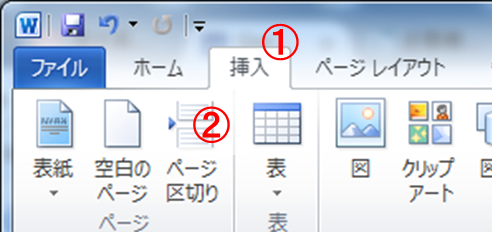 W
①
ファイル ホーム 挿入 ページ レイアウト
②
表紙 空白の ページ 表 図 クリップ 図
ページ 区切り アート
ページ 表